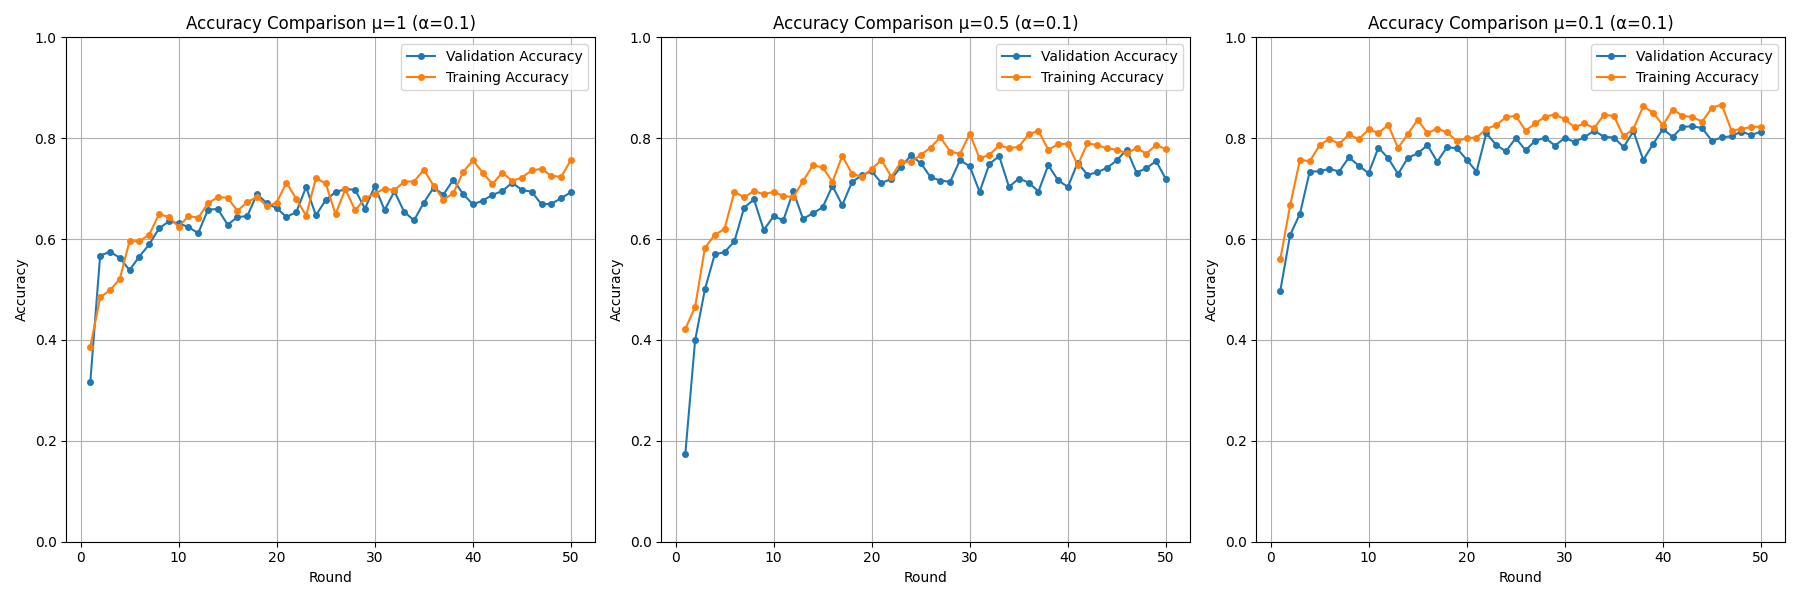 Accuracy Comparison μ=1 (α=0.1)
Validation Accuracy
Training Accuracy
1.0
0.8
0.6
0.4
0.2
0.0
Accuracy
0 10 20 30 40 50
Round
Accuracy Comparison μ=0.5 (α=0.1)
Validation Accuracy
Training Accuracy
1.0
0.8
0.6
0.4
0.2
0.0
Accuracy
0 10 20 30 40 50
Round
Accuracy Comparison μ=0.1 (α=0.1)
Validation Accuracy
Training Accuracy
1.0
0.8
0.6
0.4
0.2
0.0
Accuracy
0 10 20 30 40 50
Round